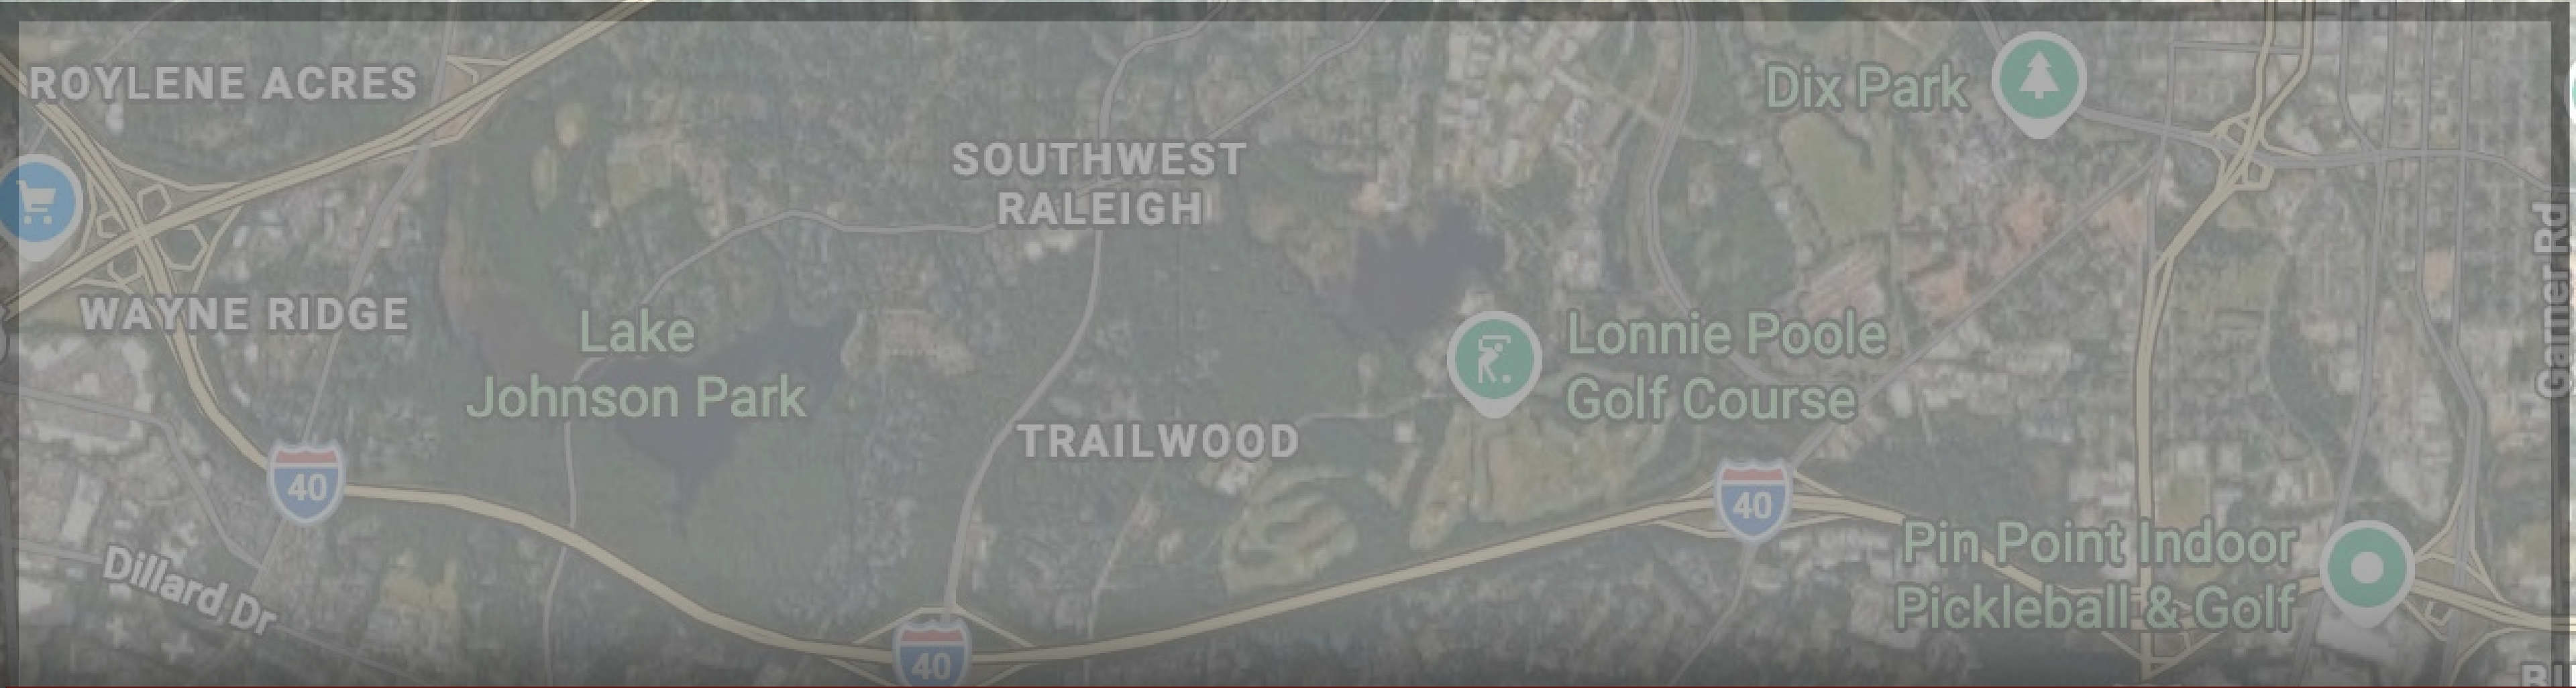 ROYLENE ACRES
Dix Park
SOUTHWEST
RALEIGH
WAYNE RIDGE
Lake
Johnson Park
Lonnie Poole
Golf Course
Garner Rd
TRAILWOOD
40
40
Pin Point Indoor
Pickleball & Golf
Dillard Dr
40